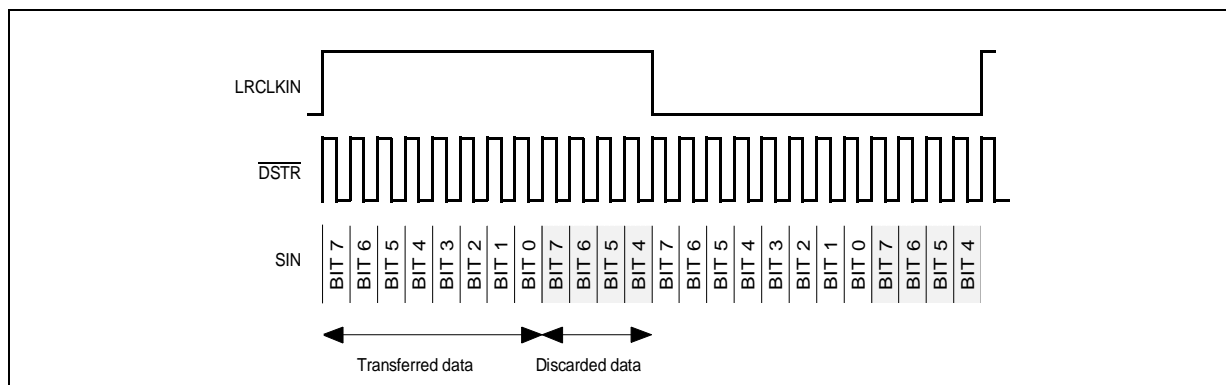 LRCLKIN
DSTR
SIN
BIT 7
BIT 6
BIT 5
BIT 4
BIT 3
BIT 2
BIT 1
BIT 0
BIT 7
BIT 6
BIT 5
BIT 4
BIT 7
BIT 6
BIT 5
BIT 4
BIT 3
BIT 2
BIT 1
BIT 0
BIT 7
BIT 6
BIT 5
BIT 4
Transferred data
Discarded data